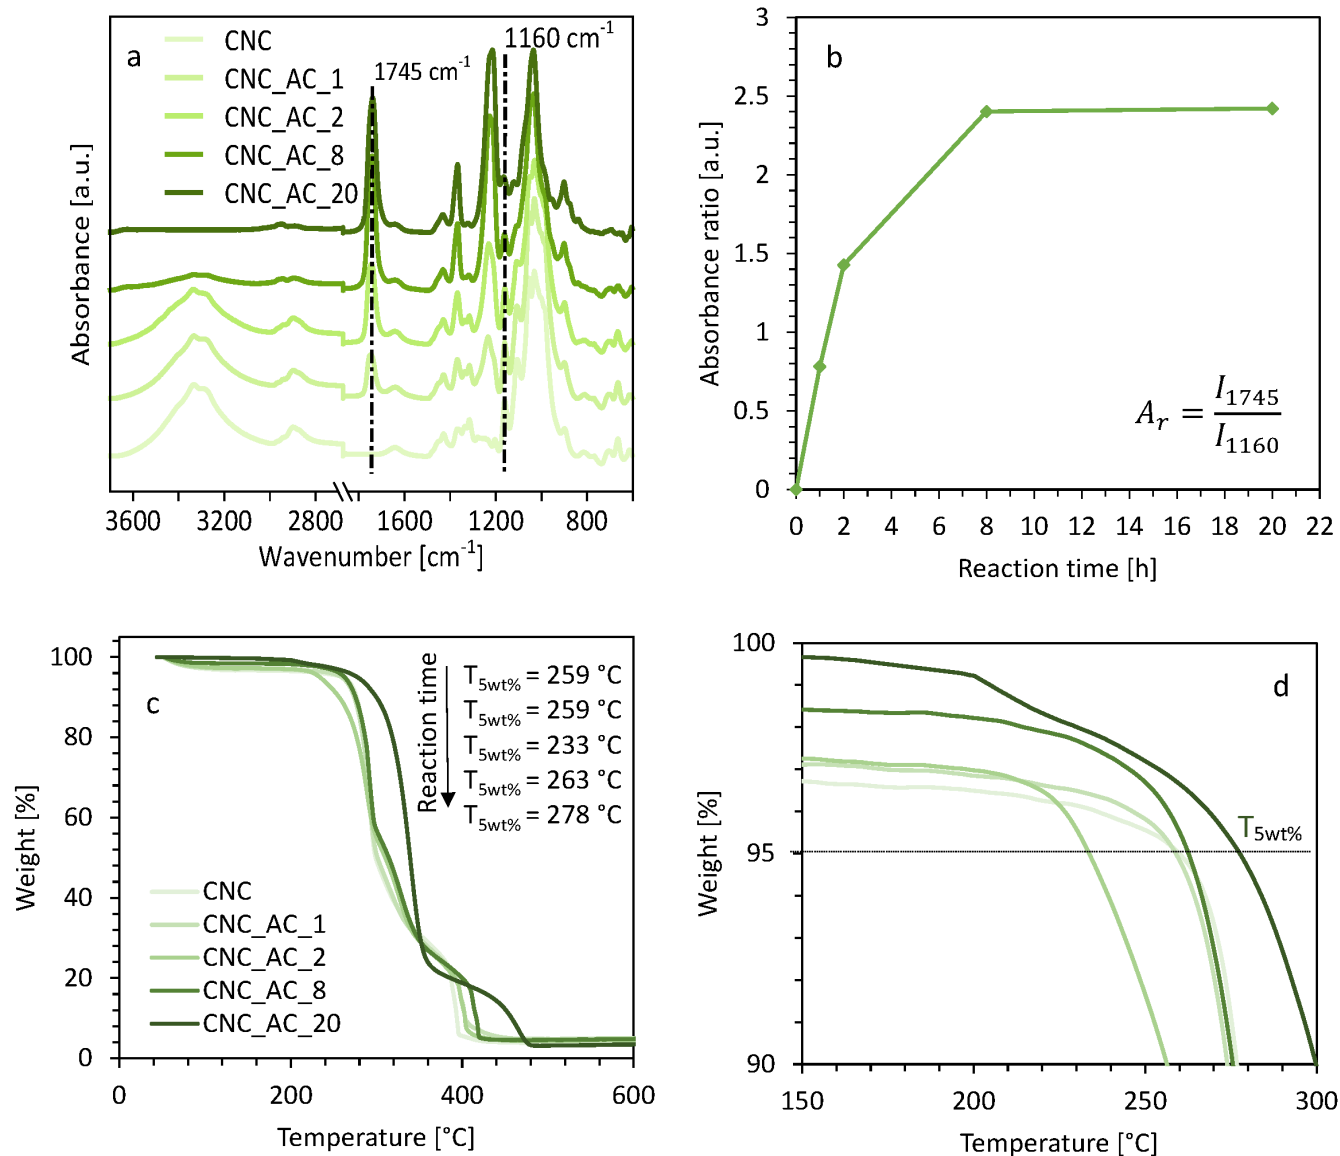 a
CNC
CNC_AC_1
CNC_AC_2
CNC_AC_8
CNC_AC_20
1745 cm⁻¹
1160 cm⁻¹
Absorbance [a.u.]
3600 3200 2800 1600 1200 800
Wavenumber [cm⁻¹]
b
3
2.5
2
1.5
1
0.5
0
Absorbance ratio [a.u.]
A_r = I_1745 / I_1160
0 2 4 6 8 10 12 14 16 18 20 22
Reaction time [h]
c
100
80
60
40
20
0
Weight [%]
Reaction time
T5wt% = 259 °C
T5wt% = 259 °C
T5wt% = 233 °C
T5wt% = 263 °C
T5wt% = 278 °C
CNC
CNC_AC_1
CNC_AC_2
CNC_AC_8
CNC_AC_20
0 200 400 600
Temperature [°C]
d
100
95
90
Weight [%]
T5wt%
150 200 250 300
Temperature [°C]